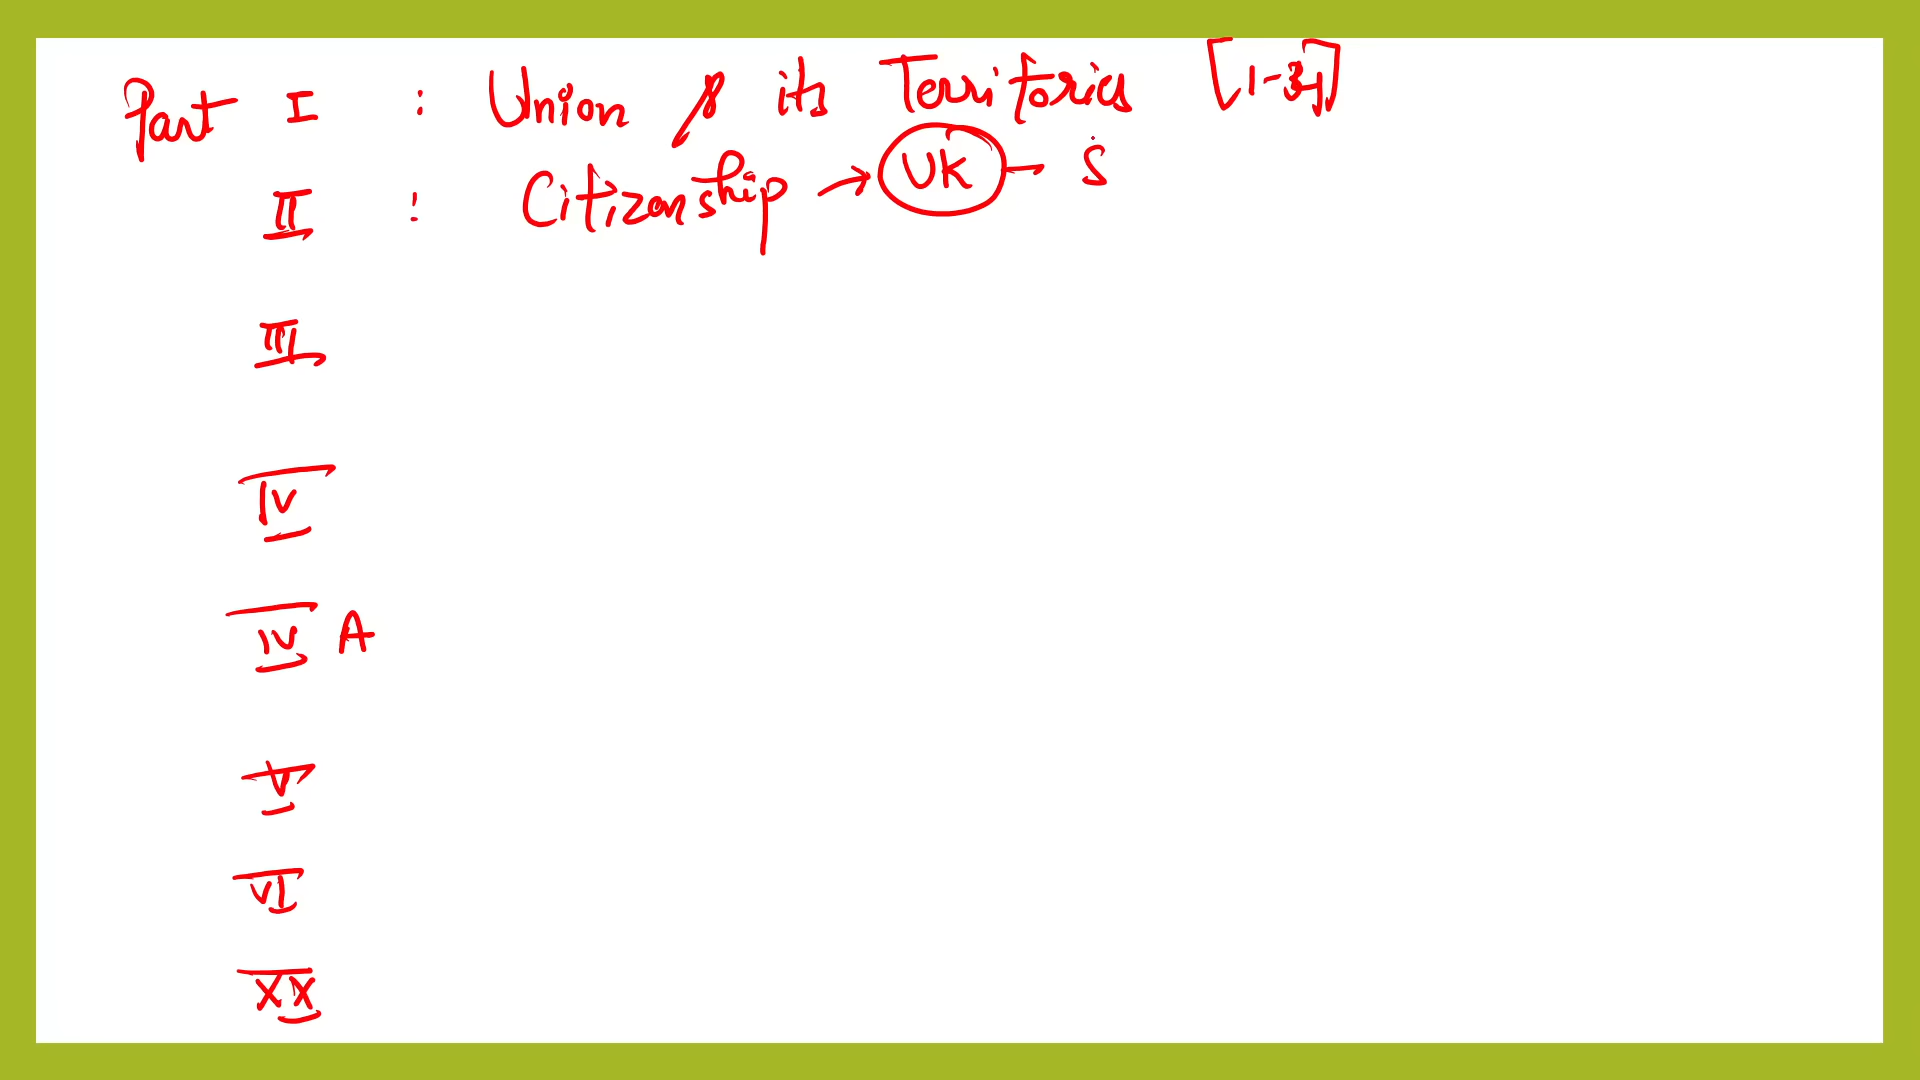 Part I : Union & its Territories [1-4]
II : Citizenship → UK - S
III
IV
IV A
V
VI
XX